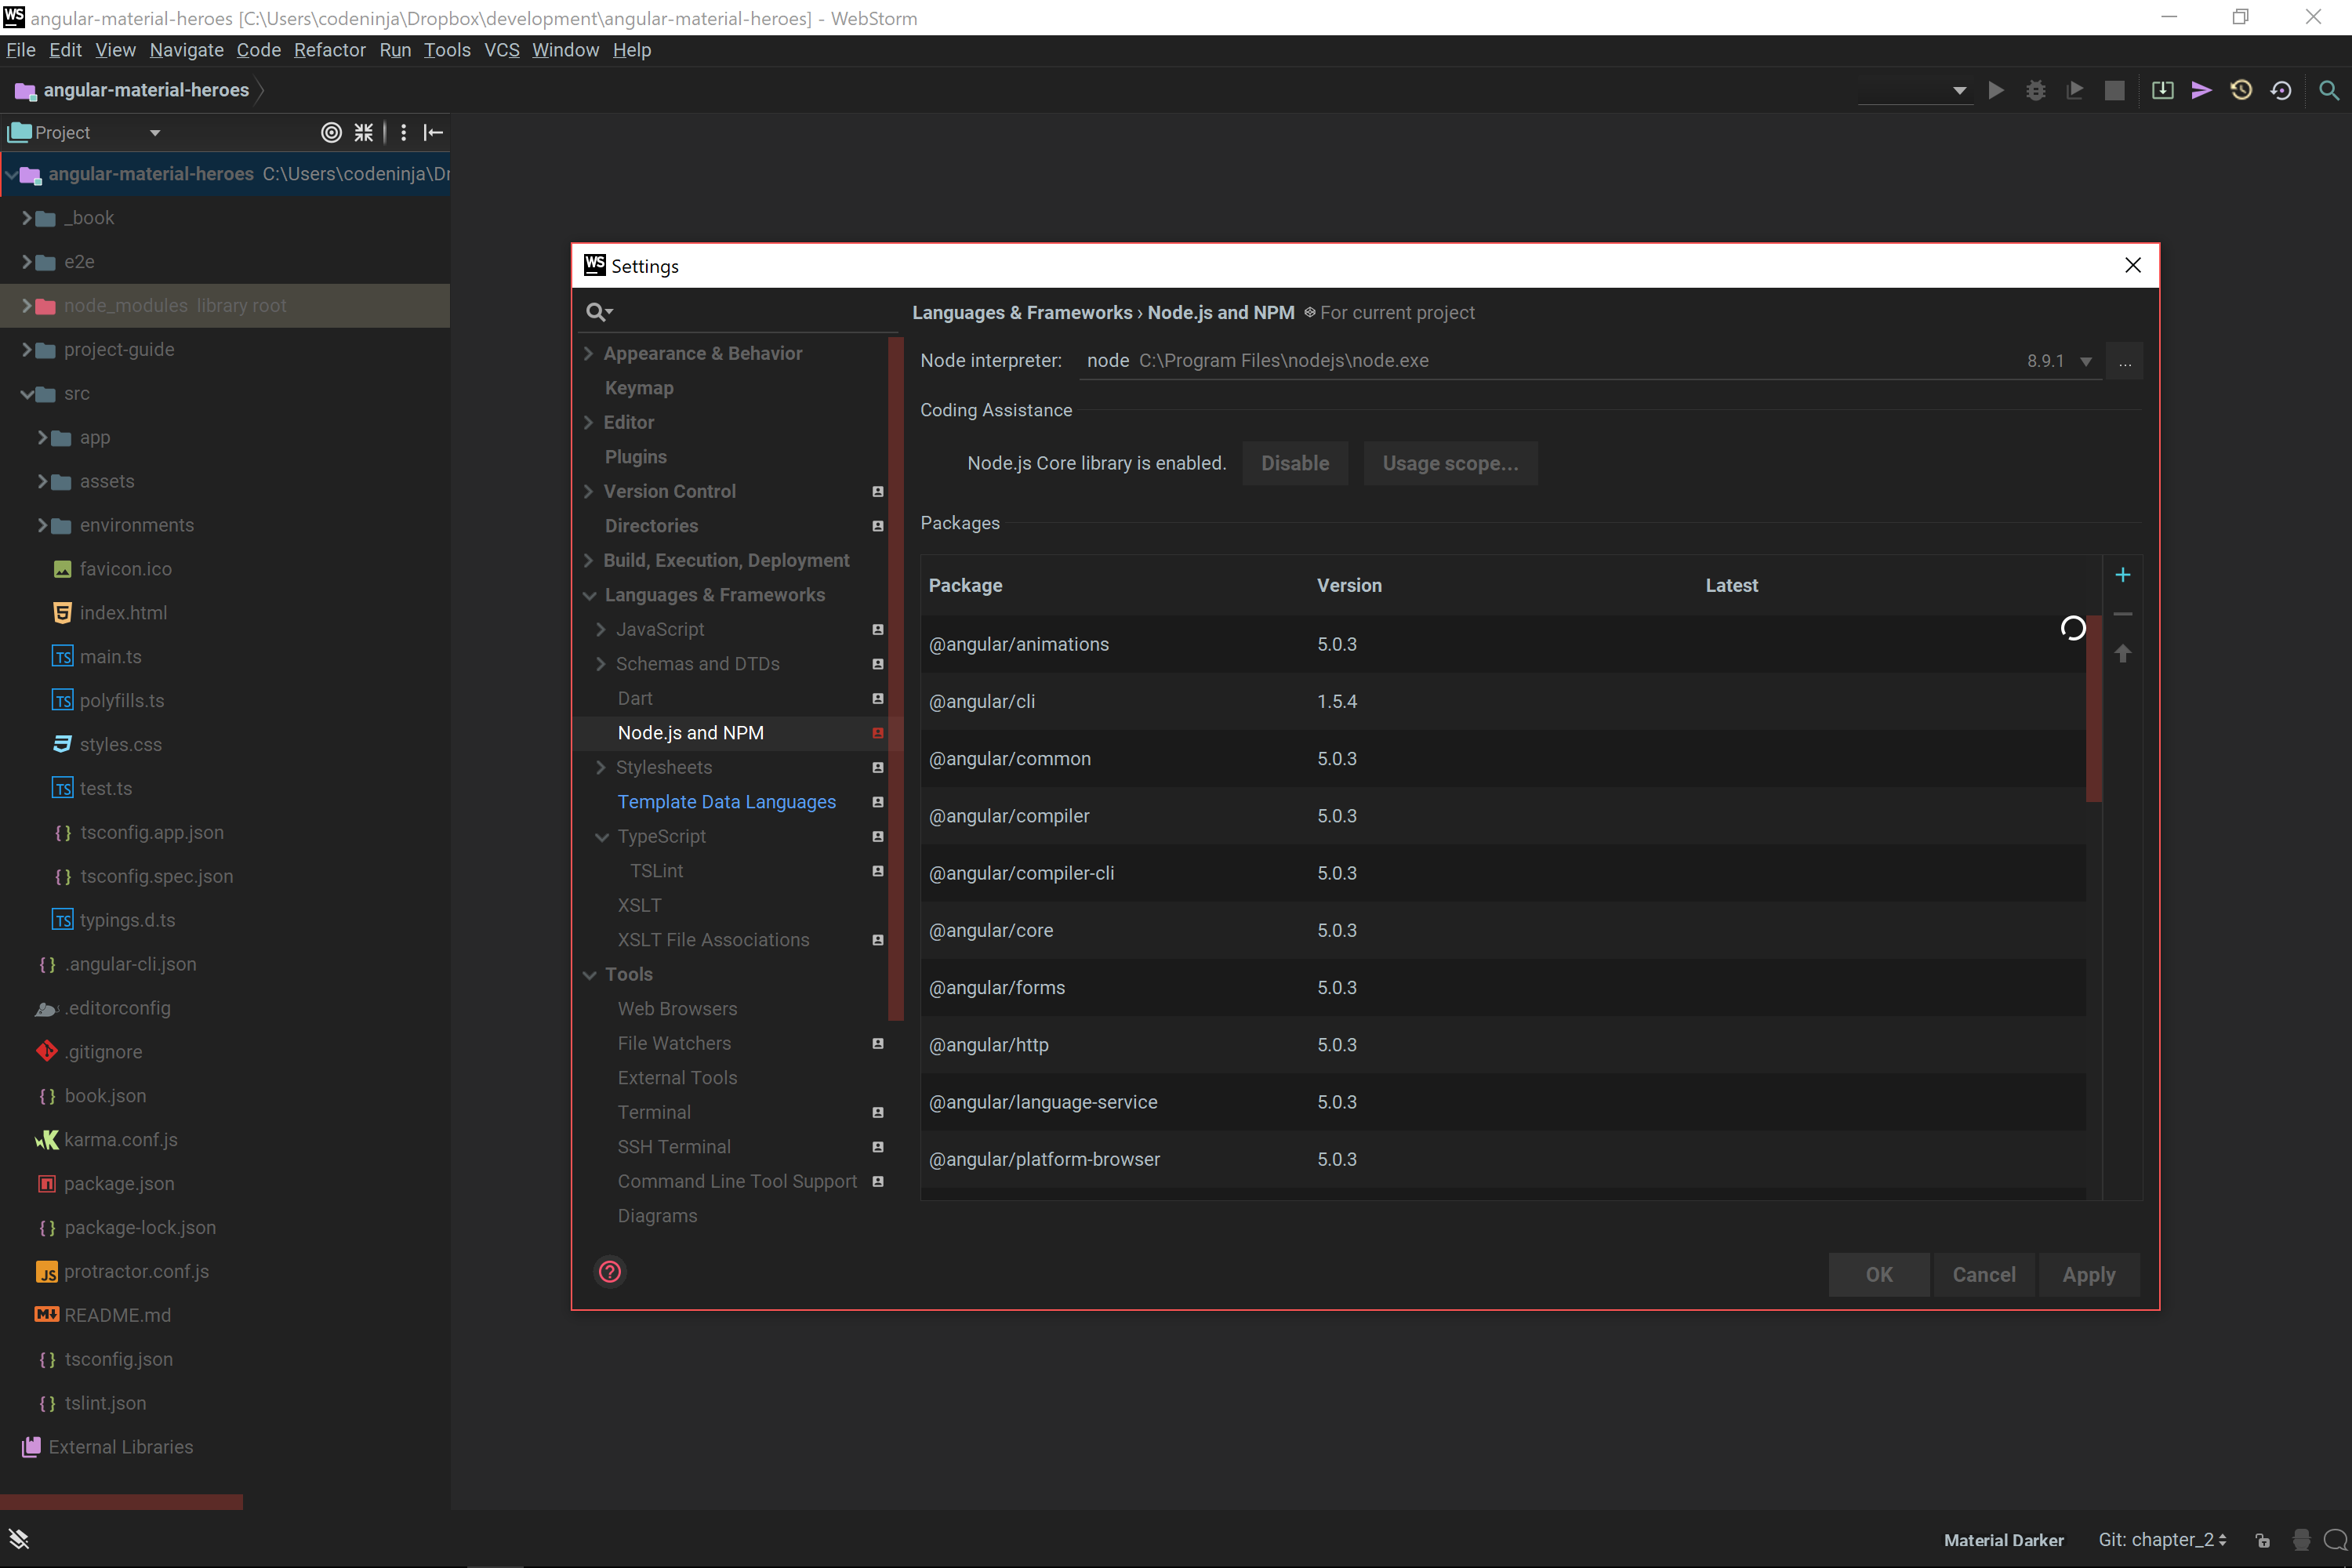 WS angular-material-heroes [C:\Users\codeninja\Dropbox\development\angular-material-heroes] - WebStorm
File Edit View Navigate Code Refactor Run Tools VCS Window Help
angular-material-heroes
Project
angular-material-heroes C:\Users\codeninja\Dr
_book
e2e
node_modules library root
project-guide
src
app
assets
environments
favicon.ico
index.html
TS main.ts
TS polyfills.ts
styles.css
TS test.ts
{} tsconfig.app.json
{} tsconfig.spec.json
TS typings.d.ts
{} .angular-cli.json
.editorconfig
.gitignore
{} book.json
karma.conf.js
package.json
{} package-lock.json
JS protractor.conf.js
README.md
{} tsconfig.json
{} tslint.json
External Libraries
WS Settings
Appearance & Behavior
Keymap
Editor
Plugins
Version Control
Directories
Build, Execution, Deployment
Languages & Frameworks
JavaScript
Schemas and DTDs
Dart
Node.js and NPM
Stylesheets
Template Data Languages
TypeScript
TSLint
XSLT
XSLT File Associations
Tools
Web Browsers
File Watchers
External Tools
Terminal
SSH Terminal
Command Line Tool Support
Diagrams
Languages & Frameworks › Node.js and NPM For current project
Node interpreter: node C:\Program Files\nodejs\node.exe 8.9.1 ...
Coding Assistance
Node.js Core library is enabled. Disable Usage scope...
Packages
Package Version Latest
@angular/animations 5.0.3
@angular/cli 1.5.4
@angular/common 5.0.3
@angular/compiler 5.0.3
@angular/compiler-cli 5.0.3
@angular/core 5.0.3
@angular/forms 5.0.3
@angular/http 5.0.3
@angular/language-service 5.0.3
@angular/platform-browser 5.0.3
? OK Cancel Apply
Material Darker Git: chapter_2